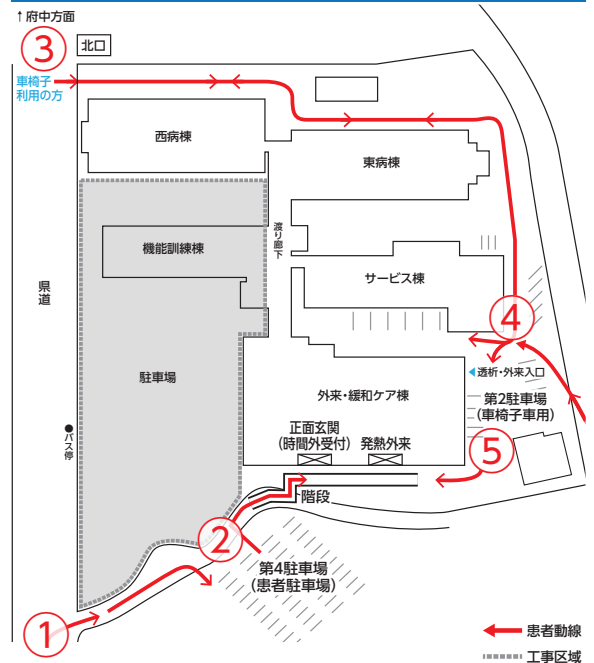 ↑府中方面
③
北口
車椅子
利用の方
西病棟
東病棟
渡り廊下
機能訓練棟
サービス棟
県道
④
駐車場
◀透析・外来入口
外来・緩和ケア棟
第2駐車場
（車椅子車用）
●バス停
正面玄関
（時間外受付）
発熱外来
⑤
階段
②
第4駐車場
（患者駐車場）
①
患者動線
工事区域